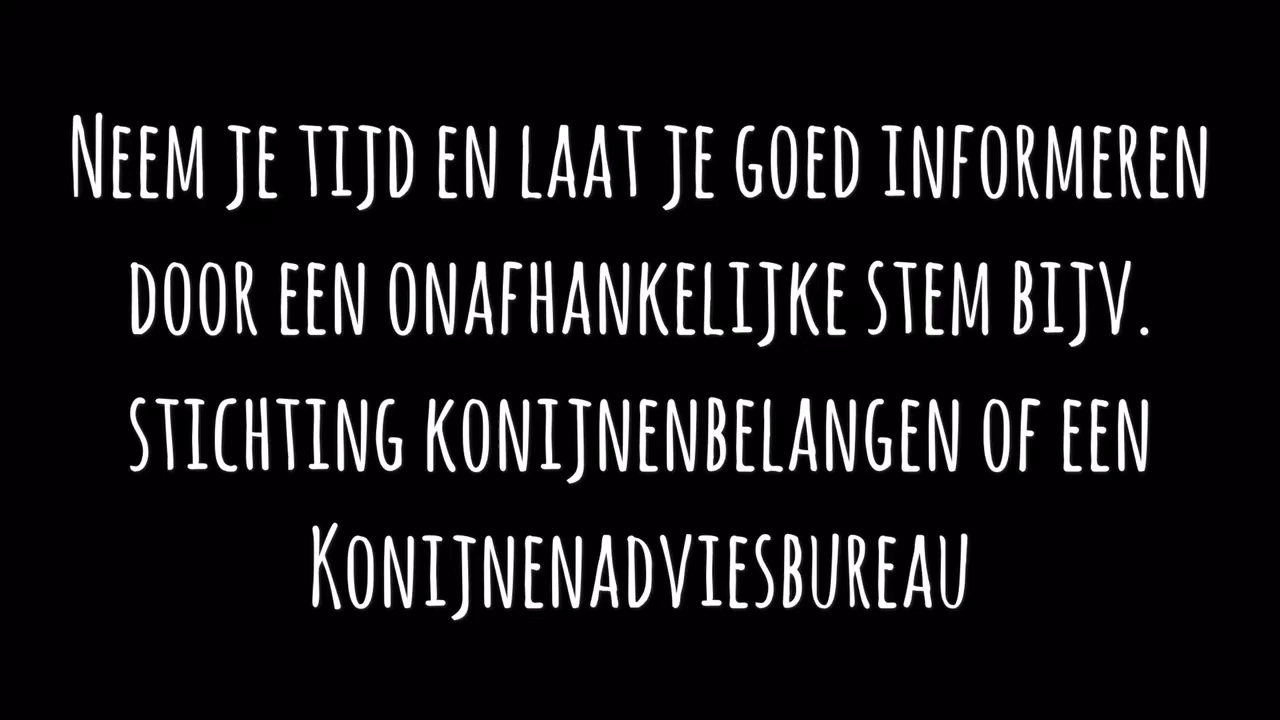 Neem je tijd en laat je goed informeren
door een onafhankelijke stem bijv.
stichting konijnenbelangen of een
Konijnenadviesbureau